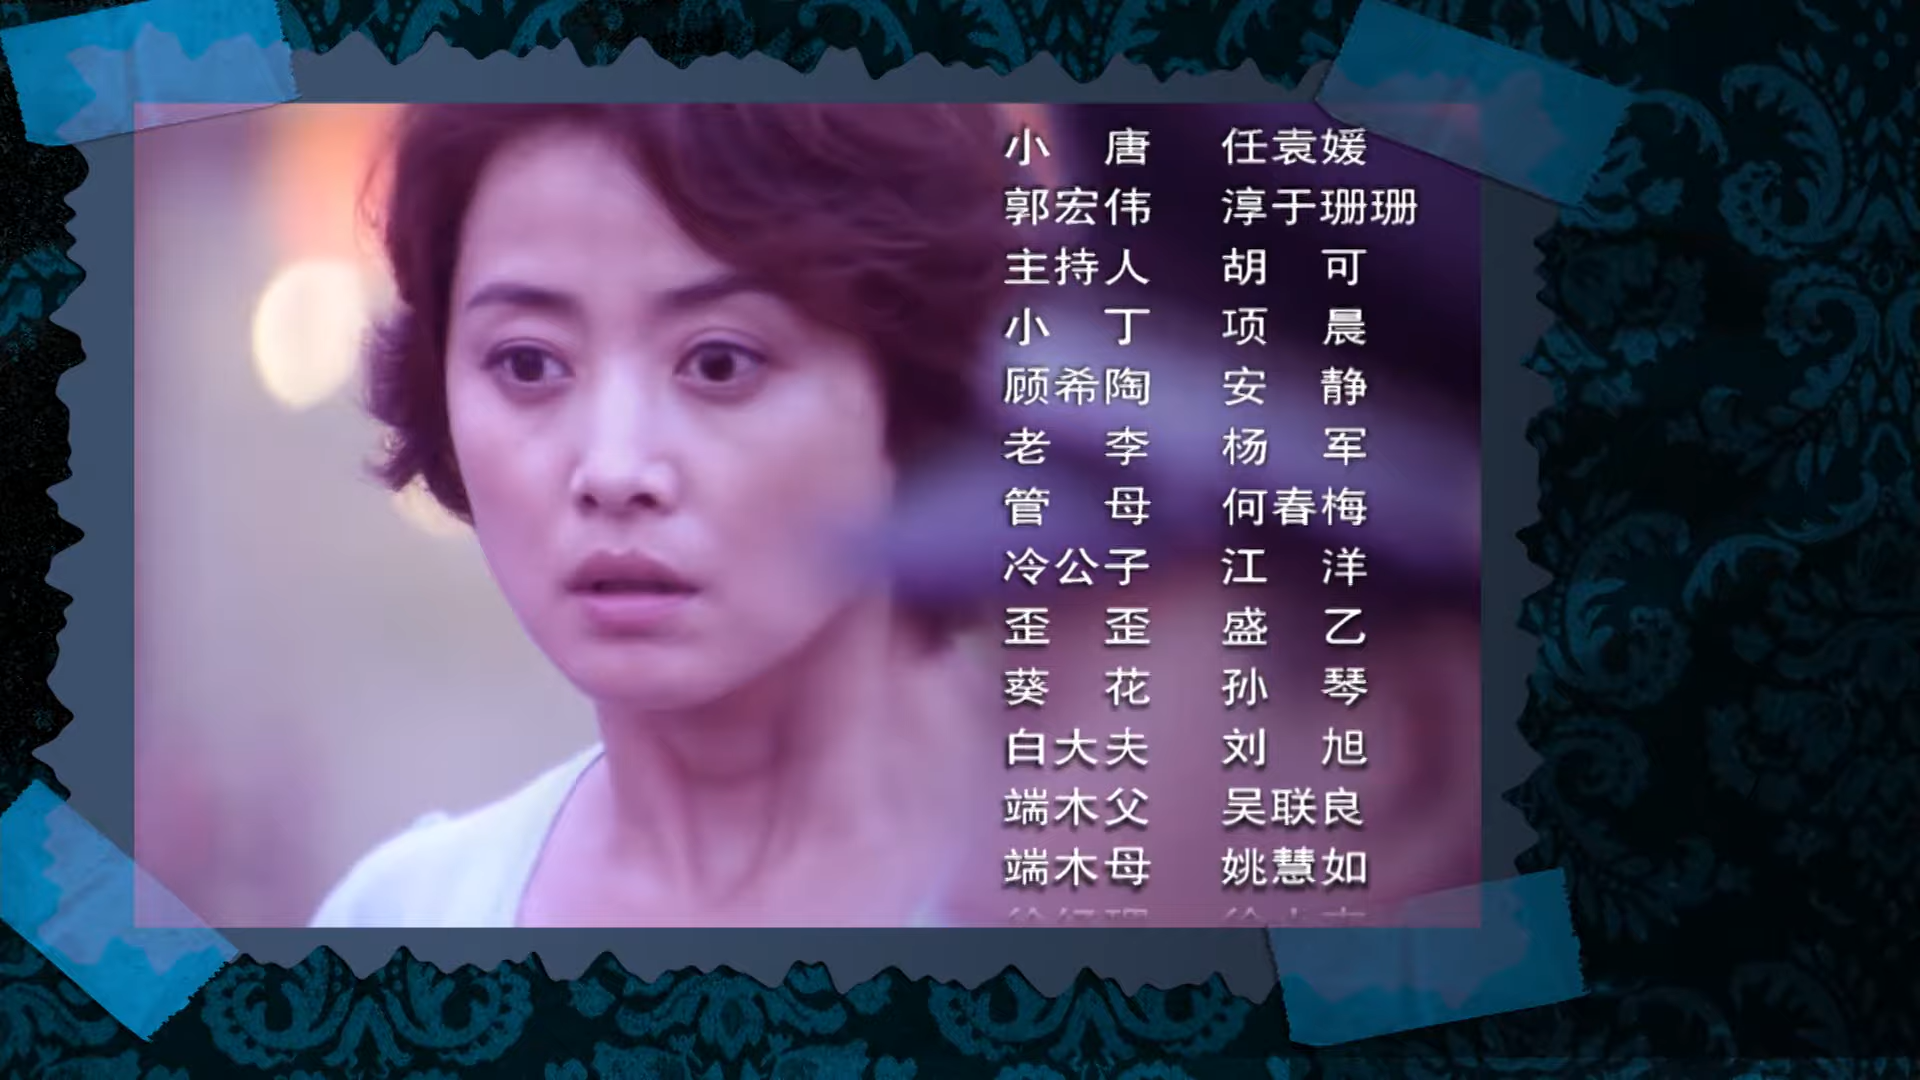 小唐 任袁媛
郭宏伟 淳于珊珊
主持人 胡可
小丁 项晨
顾希陶 安静
老李 杨军
管母 何春梅
冷公子 江洋
歪歪 盛乙
葵花 孙琴
白大夫 刘旭
端木父 吴联良
端木母 姚慧如